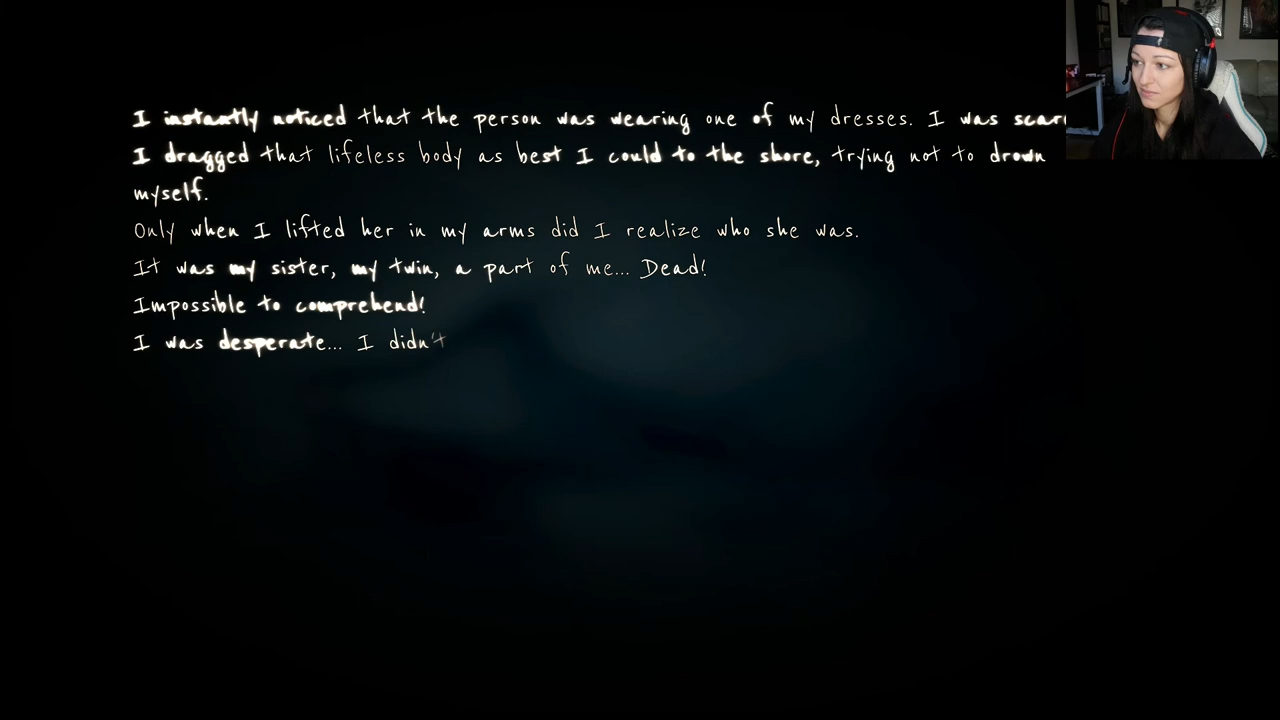 I instantly noticed that the person was wearing one of my dresses. I was
I dragged that lifeless body as best I could to the shore, trying not to drown
myself.
Only when I lifted her in my arms did I realize who she was.
It was my sister, my twin, a part of me... Dead!
Impossible to comprehend!
I was desperate... I didn't